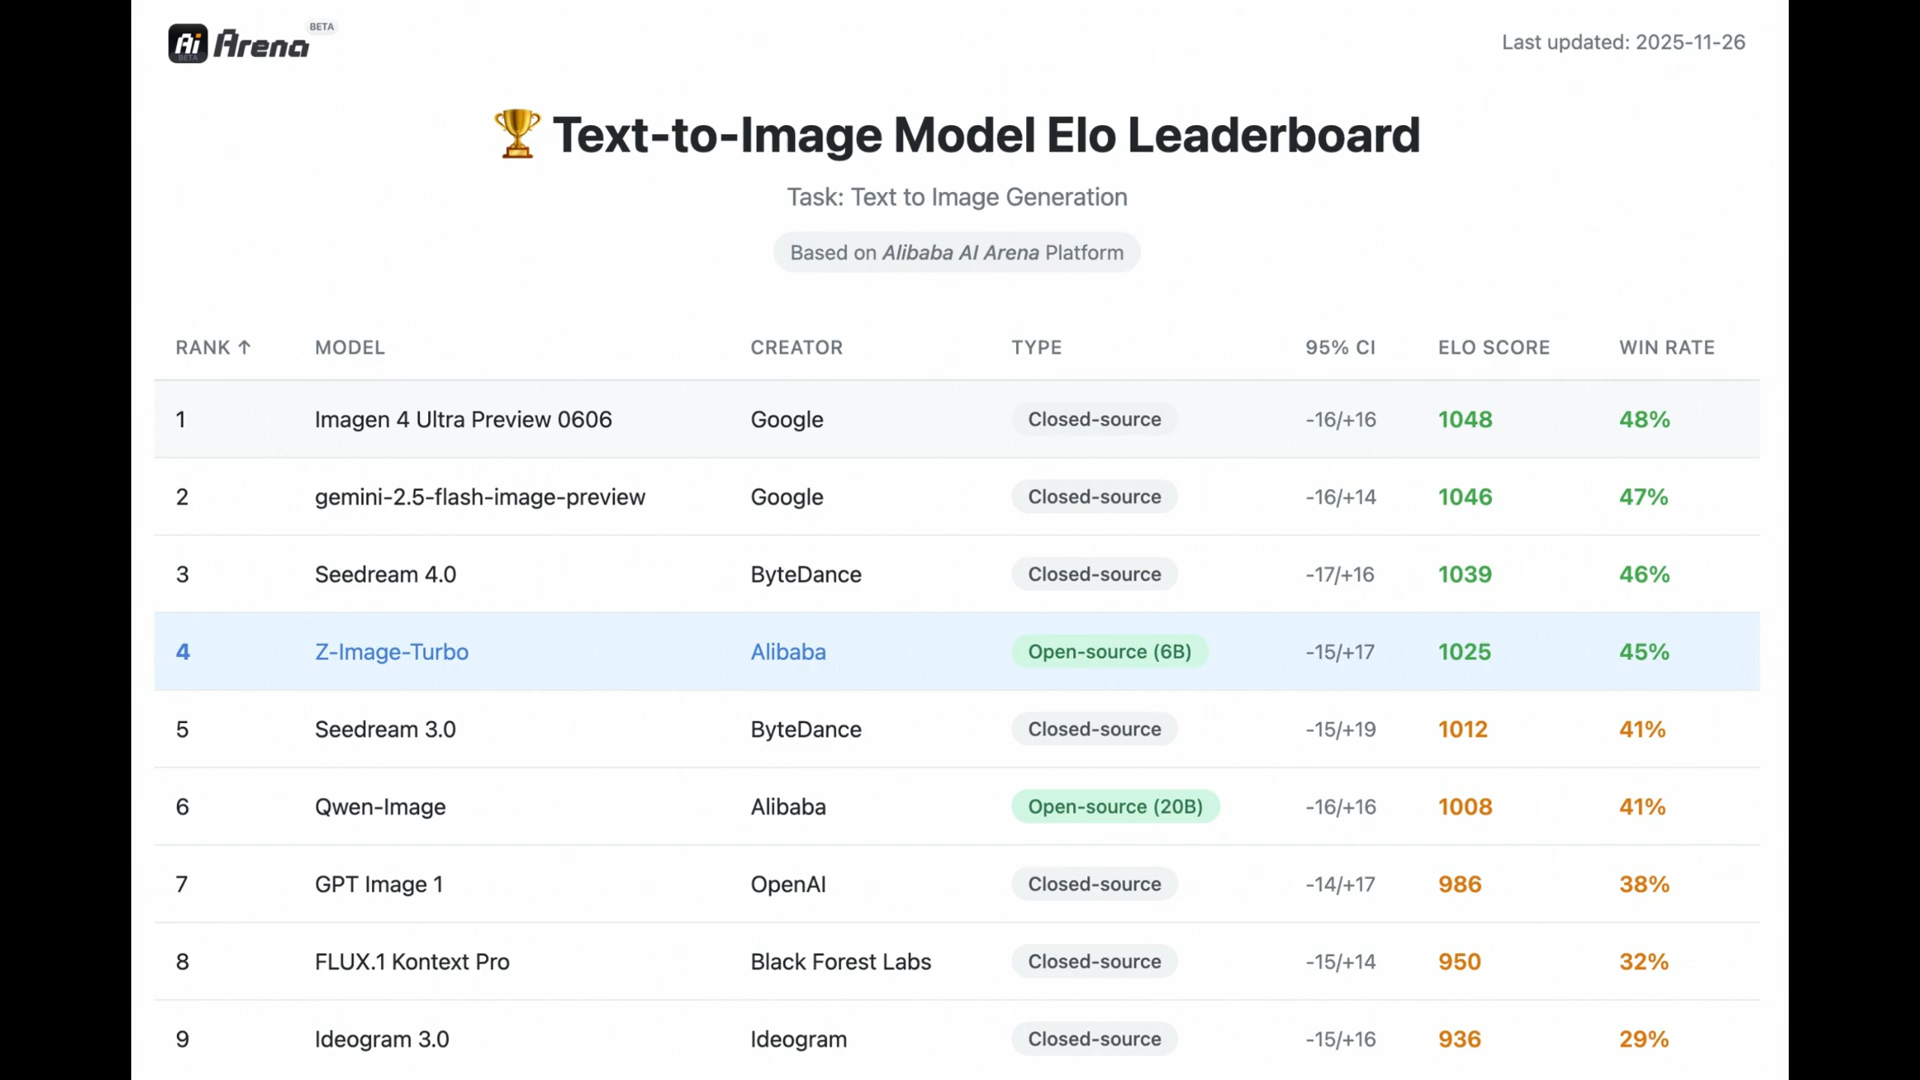 Ai Arena BETA
BETA
Last updated: 2025-11-26
🏆 Text-to-Image Model Elo Leaderboard
Task: Text to Image Generation
Based on Alibaba AI Arena Platform
RANK ↑ MODEL CREATOR TYPE 95% CI ELO SCORE WIN RATE
1 Imagen 4 Ultra Preview 0606 Google Closed-source -16/+16 1048 48%
2 gemini-2.5-flash-image-preview Google Closed-source -16/+14 1046 47%
3 Seedream 4.0 ByteDance Closed-source -17/+16 1039 46%
4 Z-Image-Turbo Alibaba Open-source (6B) -15/+17 1025 45%
5 Seedream 3.0 ByteDance Closed-source -15/+19 1012 41%
6 Qwen-Image Alibaba Open-source (20B) -16/+16 1008 41%
7 GPT Image 1 OpenAI Closed-source -14/+17 986 38%
8 FLUX.1 Kontext Pro Black Forest Labs Closed-source -15/+14 950 32%
9 Ideogram 3.0 Ideogram Closed-source -15/+16 936 29%